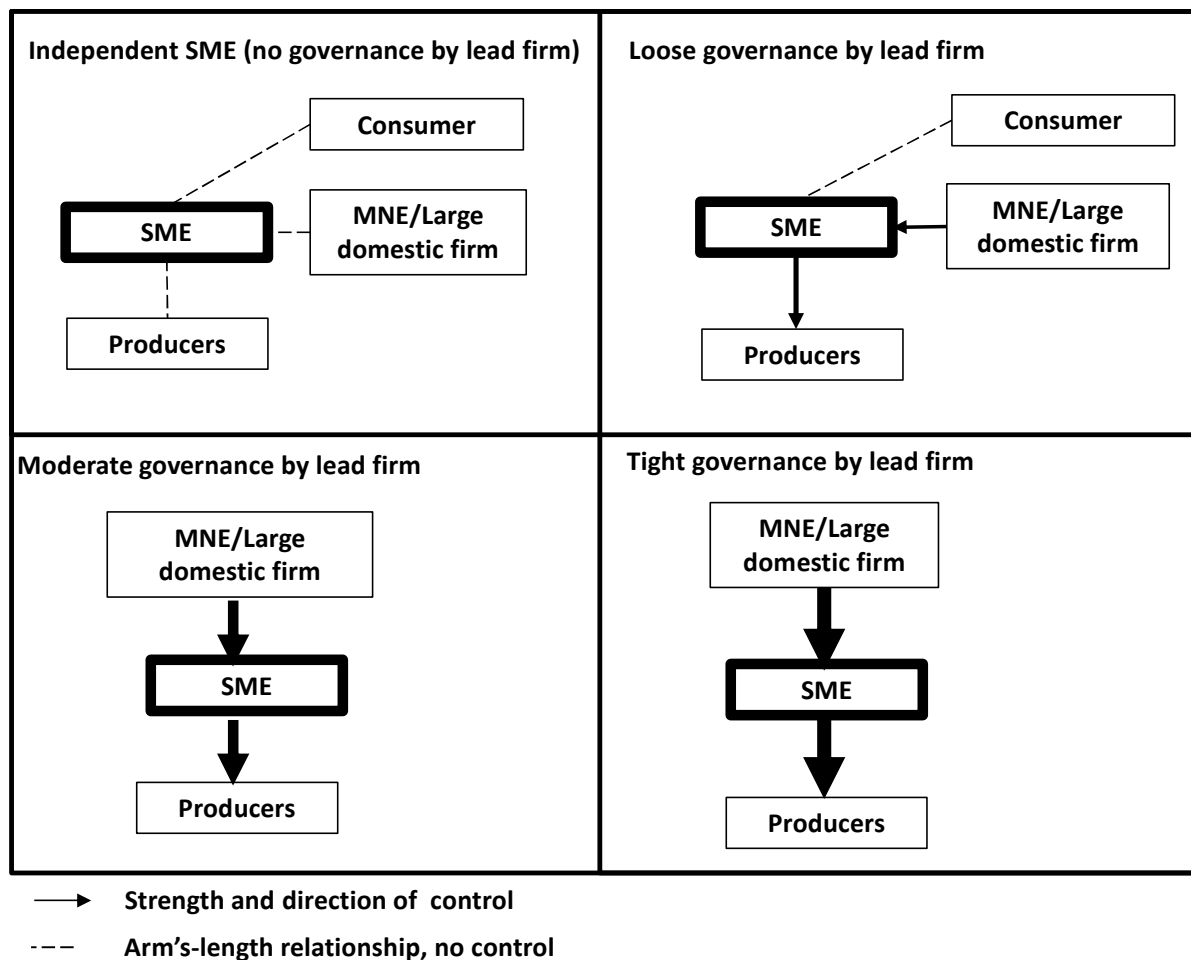 Independent SME (no governance by lead firm)
Consumer
SME
MNE/Large
domestic firm
Producers
Loose governance by lead firm
Consumer
SME
MNE/Large
domestic firm
Producers
Moderate governance by lead firm
MNE/Large
domestic firm
SME
Producers
Tight governance by lead firm
MNE/Large
domestic firm
SME
Producers
Strength and direction of control
Arm's-length relationship, no control